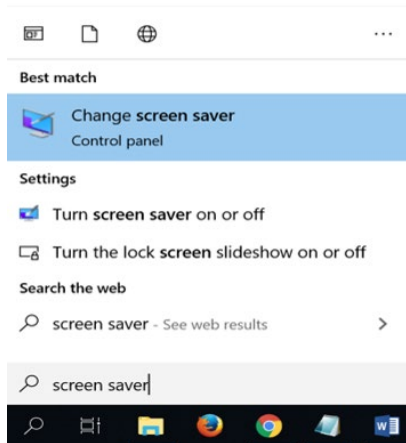 Best match
Change screen saver
Control panel
Settings
Turn screen saver on or off
Turn the lock screen slideshow on or off
Search the web
screen saver - See web results
screen saver